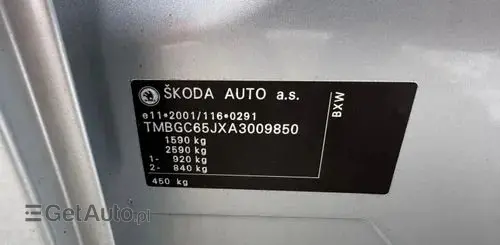 ŠKODA AUTO a.s.
e11*2001/116*0291
TMBGC65JXA3009850
1590 kg
2590 kg
1- 920 kg
2- 840 kg
450 kg
BXW
GetAuto.md